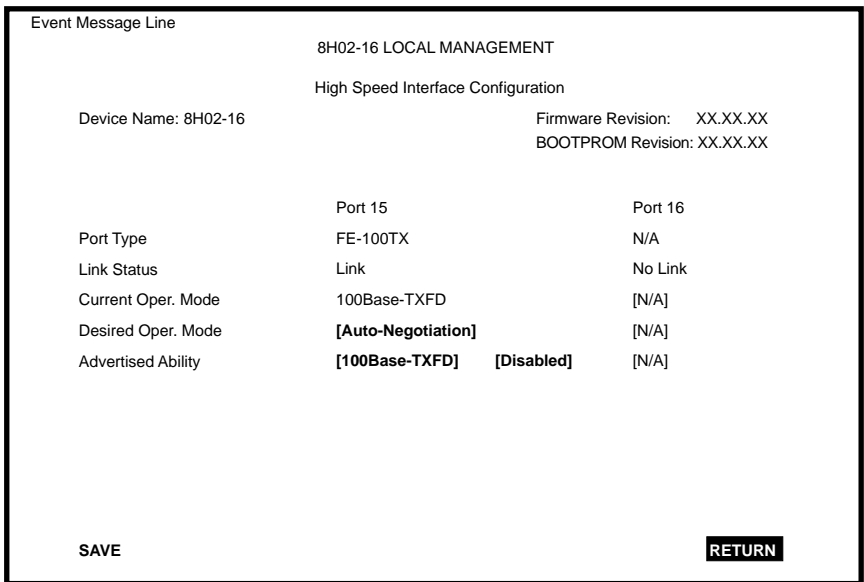 Event Message Line
8H02-16 LOCAL MANAGEMENT
High Speed Interface Configuration
Device Name: 8H02-16 Firmware Revision: XX.XX.XX
BOOTPROM Revision: XX.XX.XX
Port 15 Port 16
Port Type FE-100TX N/A
Link Status Link No Link
Current Oper. Mode 100Base-TXFD [N/A]
Desired Oper. Mode [Auto-Negotiation] [N/A]
Advertised Ability [100Base-TXFD] [Disabled] [N/A]
SAVE RETURN